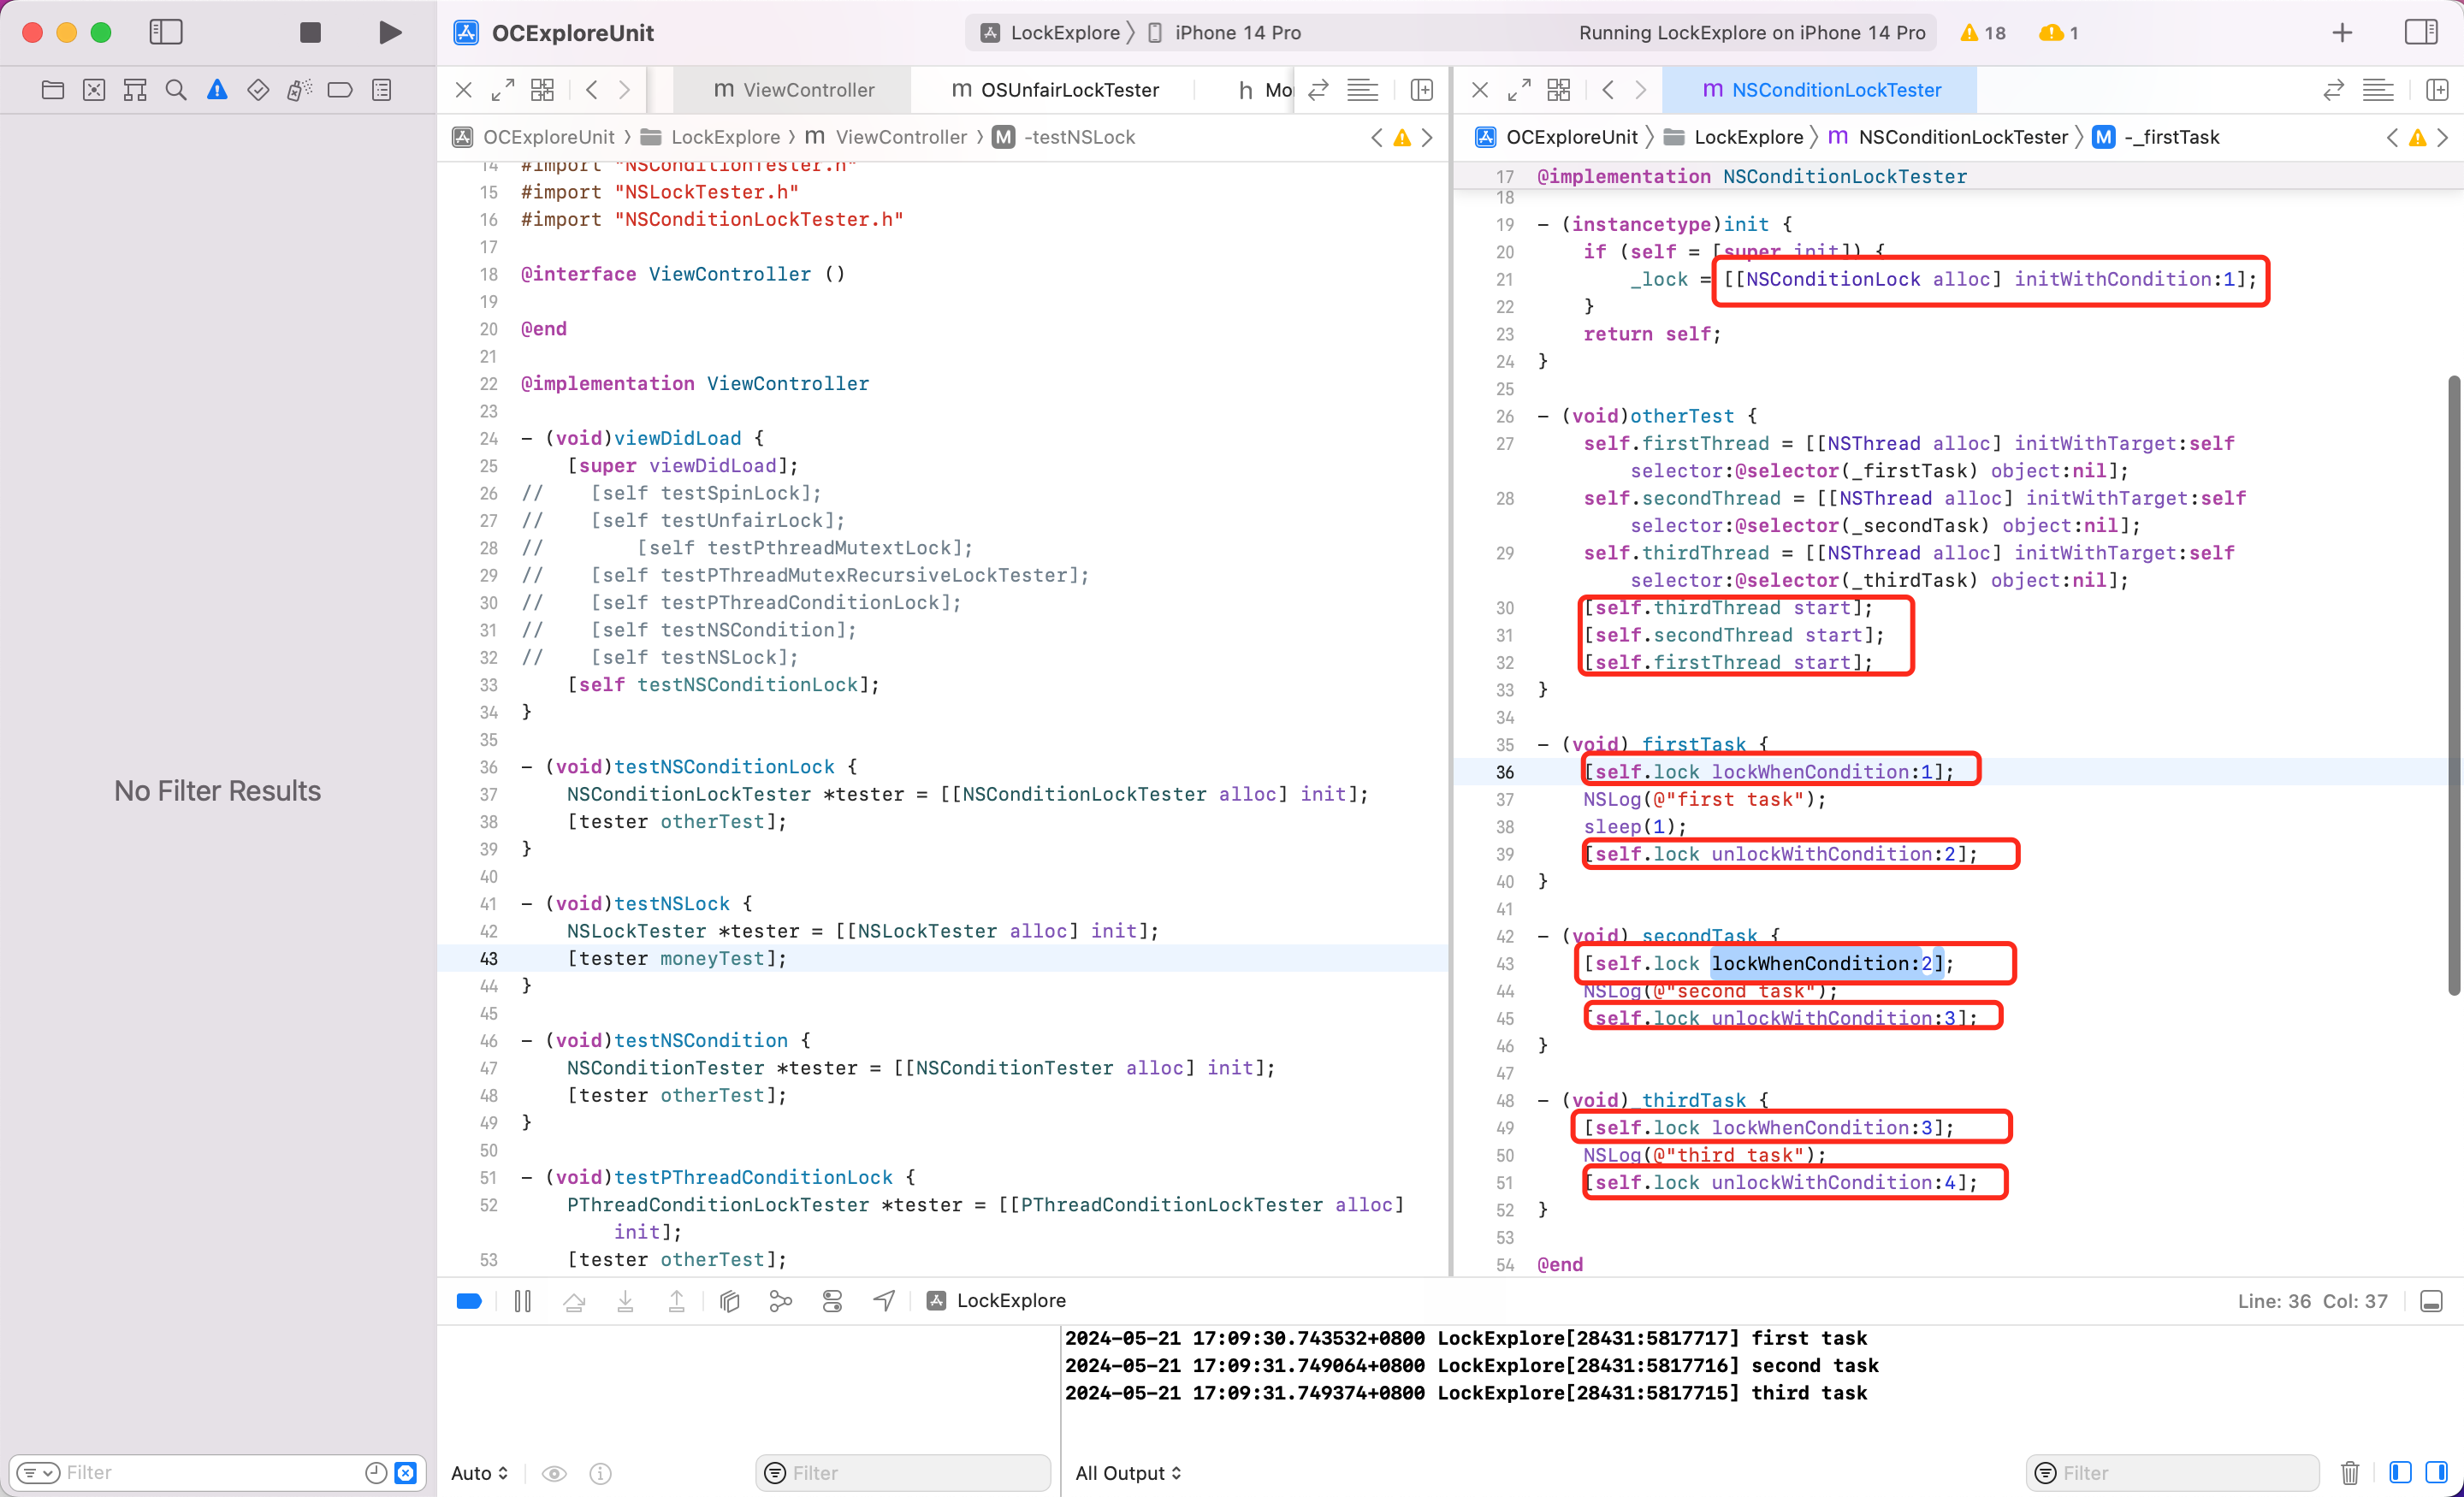 OCExploreUnit
LockExplore
iPhone 14 Pro
Running LockExplore on iPhone 14 Pro
18
1
No Filter Results
Filter
m ViewController
m OSUnfairLockTester
h Mo
OCExploreUnit
LockExplore
m ViewController
M -testNSLock
14 #import "NSConditionTester.h"
15 #import "NSLockTester.h"
16 #import "NSConditionLockTester.h"
17
18 @interface ViewController ()
19
20 @end
21
22 @implementation ViewController
23
24 - (void)viewDidLoad {
25 [super viewDidLoad];
26 // [self testSpinLock];
27 // [self testUnfairLock];
28 // [self testPthreadMutextLock];
29 // [self testPThreadMutexRecursiveLockTester];
30 // [self testPThreadConditionLock];
31 // [self testNSCondition];
32 // [self testNSLock];
33 [self testNSConditionLock];
34 }
35
36 - (void)testNSConditionLock {
37 NSConditionLockTester *tester = [[NSConditionLockTester alloc] init];
38 [tester otherTest];
39 }
40
41 - (void)testNSLock {
42 NSLockTester *tester = [[NSLockTester alloc] init];
43 [tester moneyTest];
44 }
45
46 - (void)testNSCondition {
47 NSConditionTester *tester = [[NSConditionTester alloc] init];
48 [tester otherTest];
49 }
50
51 - (void)testPThreadConditionLock {
52 PThreadConditionLockTester *tester = [[PThreadConditionLockTester alloc]
init];
53 [tester otherTest];
m NSConditionLockTester
OCExploreUnit
LockExplore
m NSConditionLockTester
M -_firstTask
17 @implementation NSConditionLockTester
18
19 - (instancetype)init {
20 if (self = [super init]) {
21 _lock = [[NSConditionLock alloc] initWithCondition:1];
22 }
23 return self;
24 }
25
26 - (void)otherTest {
27 self.firstThread = [[NSThread alloc] initWithTarget:self
selector:@selector(_firstTask) object:nil];
28 self.secondThread = [[NSThread alloc] initWithTarget:self
selector:@selector(_secondTask) object:nil];
29 self.thirdThread = [[NSThread alloc] initWithTarget:self
selector:@selector(_thirdTask) object:nil];
30 [self.thirdThread start];
31 [self.secondThread start];
32 [self.firstThread start];
33 }
34
35 - (void)_firstTask {
36 [self.lock lockWhenCondition:1];
37 NSLog(@"first task");
38 sleep(1);
39 [self.lock unlockWithCondition:2];
40 }
41
42 - (void)_secondTask {
43 [self.lock lockWhenCondition:2];
44 NSLog(@"second task");
45 [self.lock unlockWithCondition:3];
46 }
47
48 - (void)_thirdTask {
49 [self.lock lockWhenCondition:3];
50 NSLog(@"third task");
51 [self.lock unlockWithCondition:4];
52 }
53
54 @end
LockExplore
Line: 36 Col: 37
2024-05-21 17:09:30.743532+0800 LockExplore[28431:5817717] first task
2024-05-21 17:09:31.749064+0800 LockExplore[28431:5817716] second task
2024-05-21 17:09:31.749374+0800 LockExplore[28431:5817715] third task
Auto
Filter
All Output
Filter